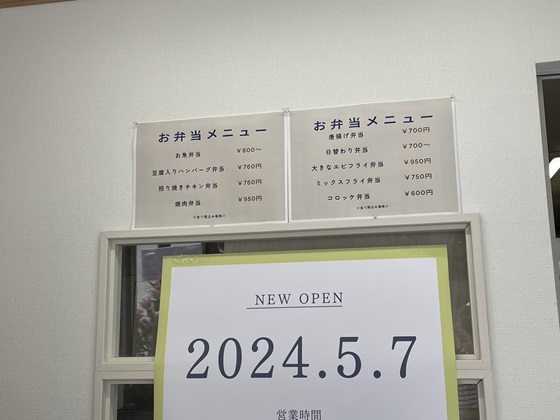 お弁当メニュー
お魚弁当 ￥800～
豆腐入りハンバーグ弁当 ￥760円
照り焼きチキン弁当 ￥760円
焼肉弁当 ￥950円
お弁当メニュー
唐揚げ弁当 ￥700円
日替わり弁当 ￥700～
大きなエビフライ弁当 ￥950円
ミックスフライ弁当 ￥750円
コロッケ弁当 ￥600円
NEW OPEN
2024.5.7
営業時間